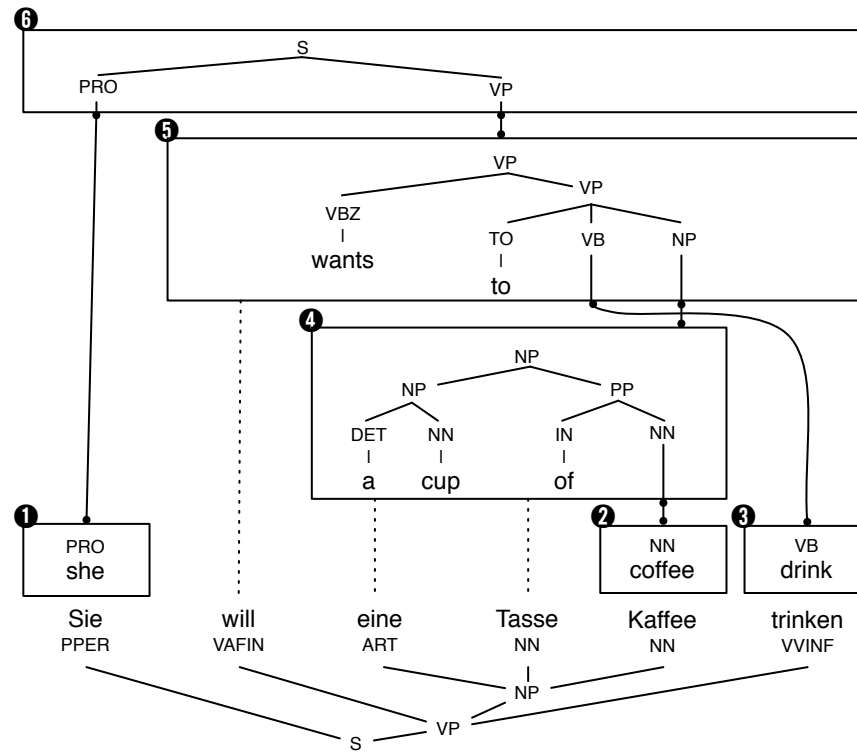 6
S
PRO VP
5
VP
VP
VBZ
TO VB NP
wants
to
4
NP
NP PP
DET NN IN NN
a cup of
1 2 3
PRO NN VB
she coffee drink
Sie will eine Tasse Kaffee trinken
PPER VAFIN ART NN NN VVINF
NP
VP
S